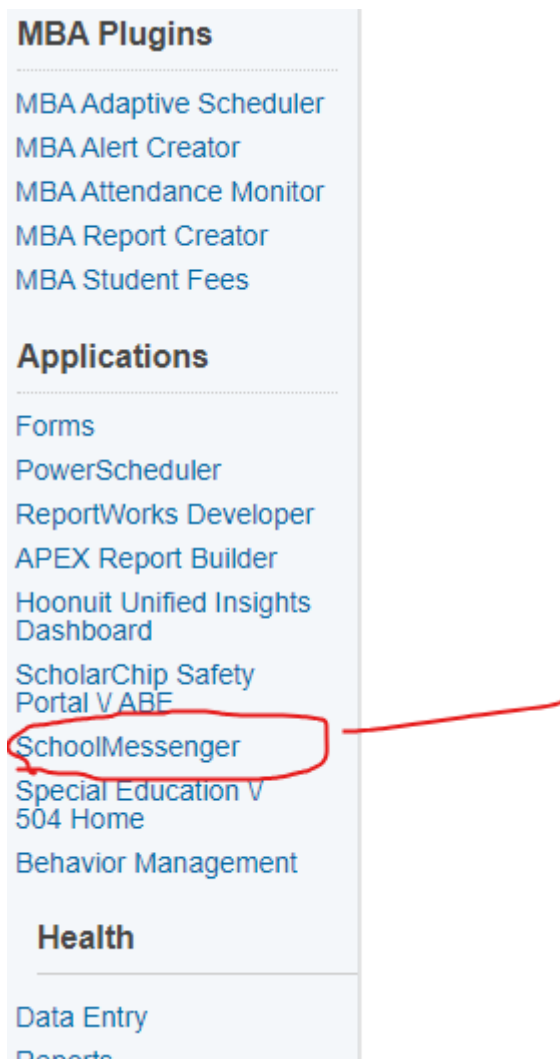 MBA Plugins
MBA Adaptive Scheduler
MBA Alert Creator
MBA Attendance Monitor
MBA Report Creator
MBA Student Fees
Applications
Forms
PowerScheduler
ReportWorks Developer
APEX Report Builder
Hoonuit Unified Insights
Dashboard
ScholarChip Safety
Portal \/ ABE
SchoolMessenger
Special Education \/
504 Home
Behavior Management
Health
Data Entry
Reports